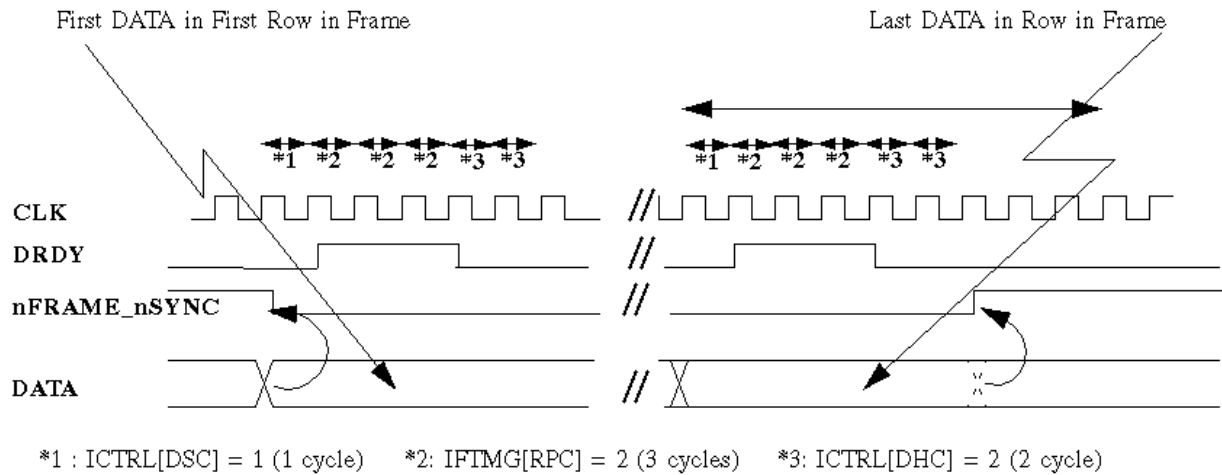 First DATA in First Row in Frame
Last DATA in Row in Frame
*1 *2 *2 *2 *3 *3
*1 *2 *2 *2 *3 *3
CLK //
DRDY //
nFRAME_nSYNC //
DATA //
*1 : ICTRL[DSC] = 1 (1 cycle) *2: IFTMG[RPC] = 2 (3 cycles) *3: ICTRL[DHC] = 2 (2 cycle)